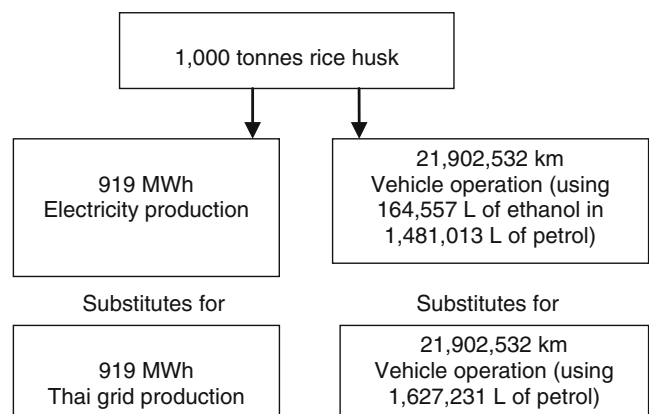 1,000 tonnes rice husk
919 MWh
Electricity production
21,902,532 km
Vehicle operation (using
164,557 L of ethanol in
1,481,013 L of petrol)
Substitutes for
Substitutes for
919 MWh
Thai grid production
21,902,532 km
Vehicle operation (using
1,627,231 L of petrol)